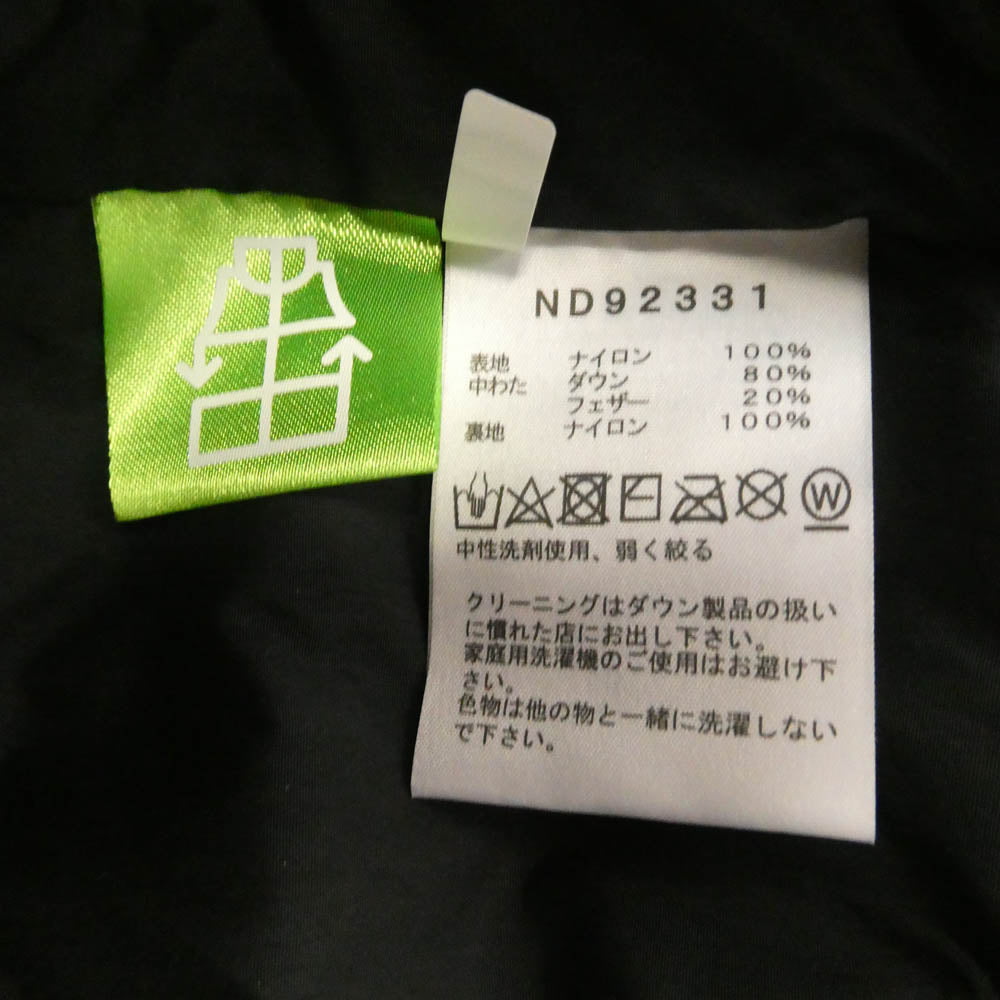 ND92331
表地 ナイロン 100%
中わた ダウン 80%
フェザー 20%
裏地 ナイロン 100%
W
中性洗剤使用、弱く絞る
クリーニングはダウン製品の扱い
に慣れた店にお出し下さい。
家庭用洗濯機のご使用はお避け下
さい。
色物は他の物と一緒に洗濯しない
で下さい。